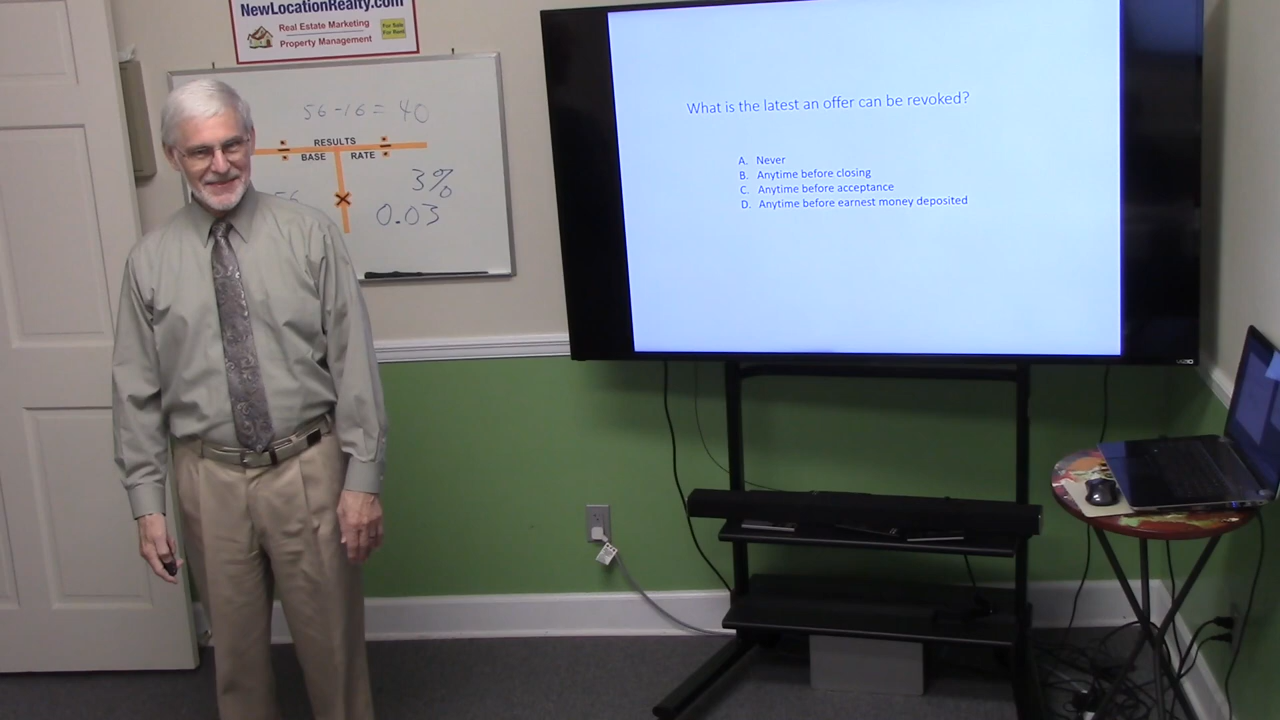 NewLocationRealty.com
Real Estate Marketing
Property Management
For Sale
For Rent
56-16=40
RESULTS
BASE
RATE
56
3%
0.03
What is the latest an offer can be revoked?
A. Never
B. Anytime before closing
C. Anytime before acceptance
D. Anytime before earnest money deposited
VIZIO